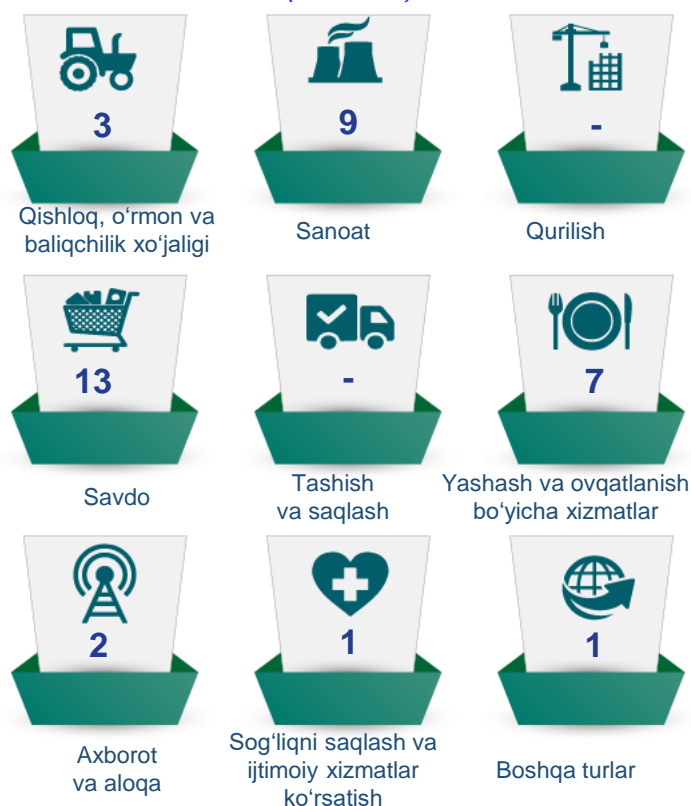 3
9
-
Qishloq, o‘rmon va
baliqchilik xo‘jaligi
Sanoat
Qurilish
13
-
7
Savdo
Tashish
va saqlash
Yashash va ovqatlanish
bo‘yicha xizmatlar
2
1
1
Axborot
va aloqa
Sog‘liqni saqlash va
ijtimoiy xizmatlar
ko‘rsatish
Boshqa turlar